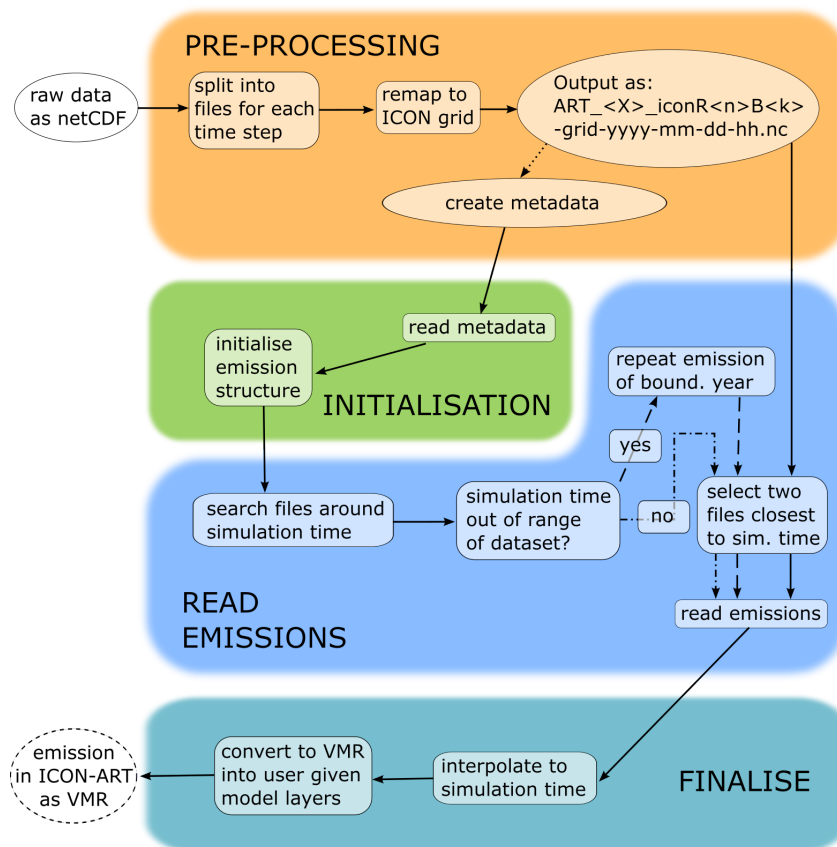 PRE-PROCESSING
raw data
as netCDF
split into
files for each
time step
remap to
ICON grid
Output as:
ART_<X>_iconR<n>B<k>
-grid-yyyy-mm-dd-hh.nc
create metadata
read metadata
initialise
emission
structure
INITIALISATION
repeat emission
of bound. year
yes
no
search files around
simulation time
simulation time
out of range
of dataset?
select two
files closest
to sim. time
READ
EMISSIONS
read emissions
emission
in ICON-ART
as VMR
convert to VMR
into user given
model layers
interpolate to
simulation time
FINALISE